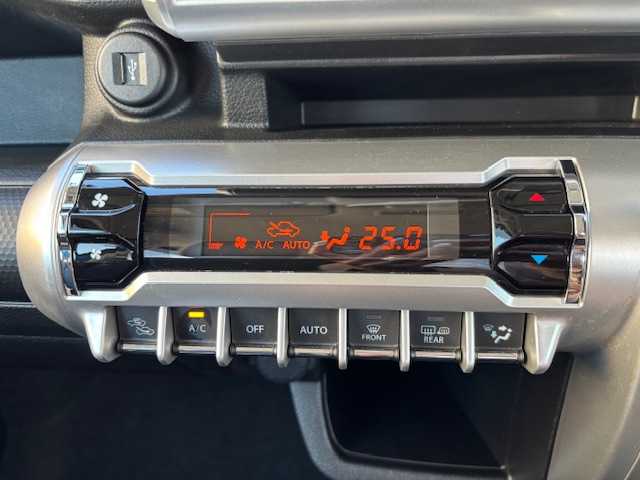 A/C AUTO 25.0
A/C
OFF
AUTO
FRONT
REAR